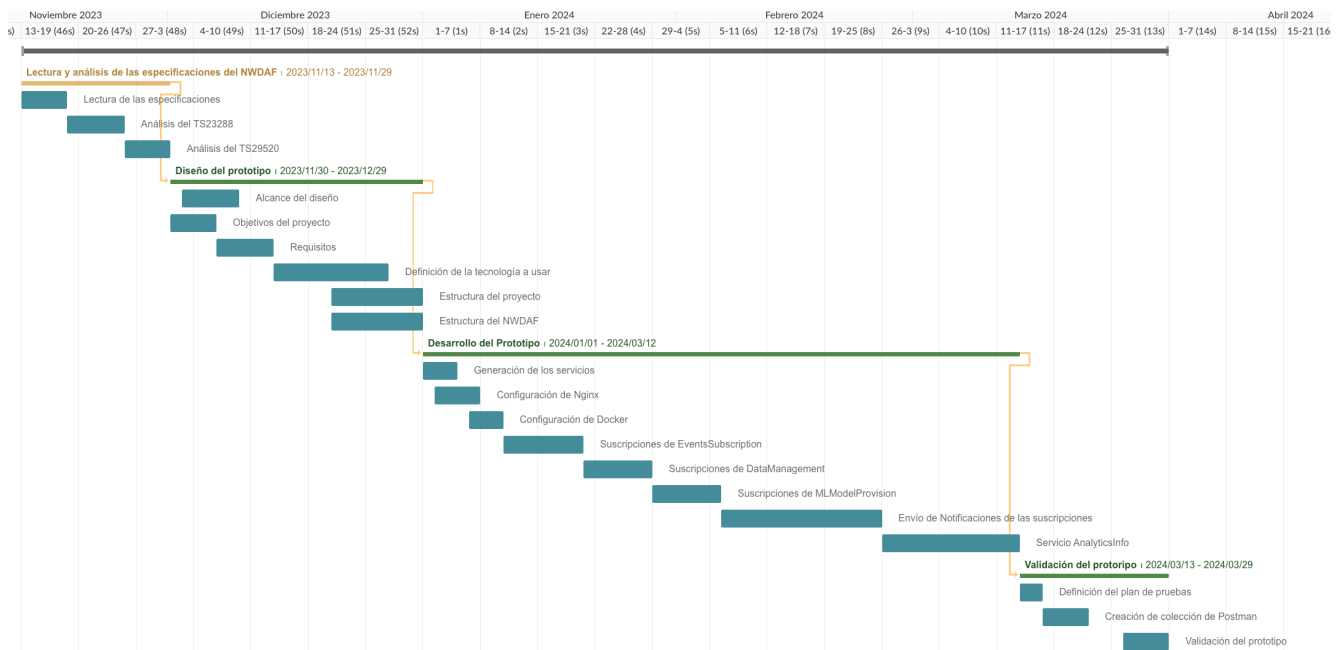 Noviembre 2023 Diciembre 2023 Enero 2024 Febrero 2024 Marzo 2024 Abril 2024
s) 13-19 (46s) 20-26 (47s) 27-3 (48s) 4-10 (49s) 11-17 (50s) 18-24 (51s) 25-31 (52s) 1-7 (1s) 8-14 (2s) 15-21 (3s) 22-28 (4s) 29-4 (5s) 5-11 (6s) 12-18 (7s) 19-25 (8s) 26-3 (9s) 4-10 (10s) 11-17 (11s) 18-24 (12s) 25-31 (13s) 1-7 (14s) 8-14 (15s) 15-21 (16
Lectura y análisis de las especificaciones del NWDAF : 2023/11/13 - 2023/11/29
Lectura de las especificaciones
Análisis del TS23288
Análisis del TS29520
Diseño del prototipo : 2023/11/30 - 2023/12/29
Alcance del diseño
Objetivos del proyecto
Requisitos
Definición de la tecnología a usar
Estructura del proyecto
Estructura del NWDAF
Desarrollo del Prototipo : 2024/01/01 - 2024/03/12
Generación de los servicios
Configuración de Nginx
Configuración de Docker
Suscripciones de EventsSubscription
Suscripciones de DataManagement
Suscripciones de MLModelProvision
Envío de Notificaciones de las suscripciones
Servicio AnalyticsInfo
Validación del protoripo : 2024/03/13 - 2024/03/29
Definición del plan de pruebas
Creación de colección de Postman
Validación del prototipo